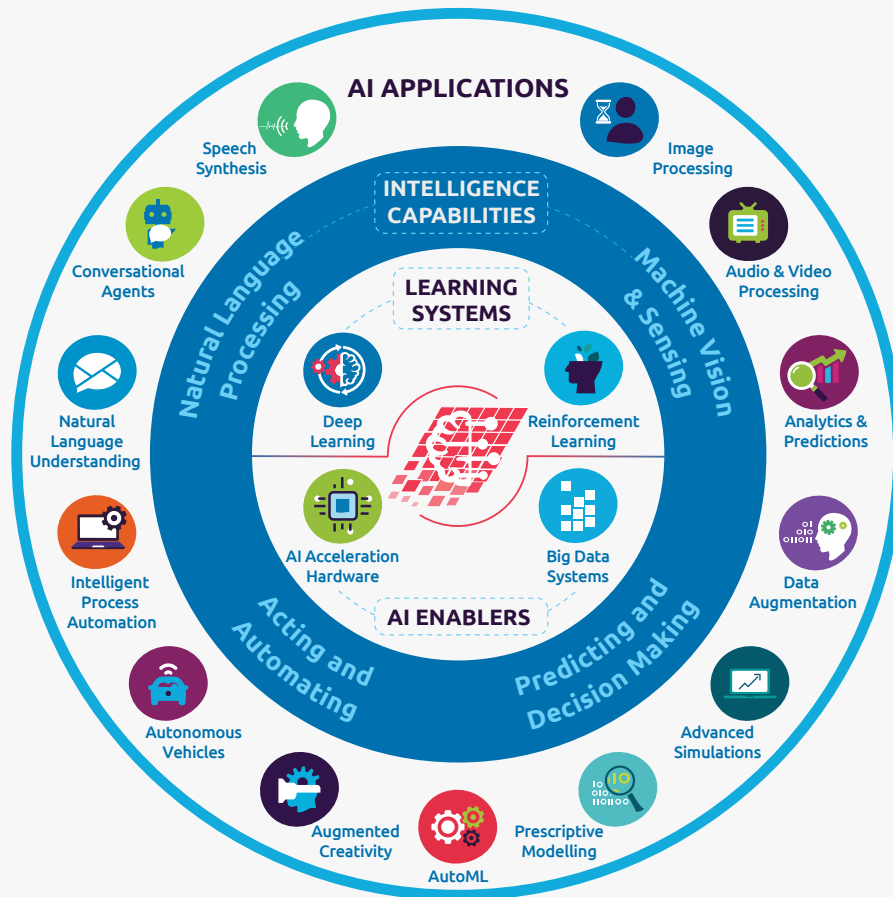 AI APPLICATIONS
Speech
Synthesis
Image
Processing
Conversational
Agents
Audio & Video
Processing
Natural
Language
Understanding
Analytics &
Predictions
Intelligent
Process
Automation
Data
Augmentation
Autonomous
Vehicles
Advanced
Simulations
Augmented
Creativity
AutoML
Prescriptive
Modelling
INTELLIGENCE
CAPABILITIES
Natural Language
Processing
Machine Vision
& Sensing
Acting and
Automating
Predicting and
Decision Making
LEARNING
SYSTEMS
Deep
Learning
Reinforcement
Learning
AI Acceleration
Hardware
Big Data
Systems
AI ENABLERS